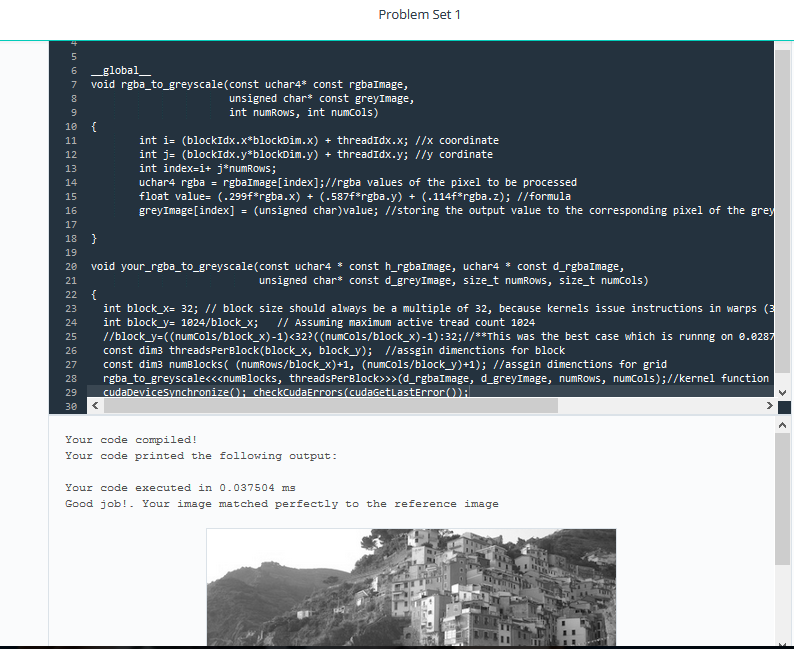 Problem Set 1
4
5
6 __global__
7 void rgba_to_greyscale(const uchar4* const rgbaImage,
8 unsigned char* const greyImage,
9 int numRows, int numCols)
10 {
11 int i= (blockIdx.x*blockDim.x) + threadIdx.x; //x coordinate
12 int j= (blockIdx.y*blockDim.y) + threadIdx.y; //y cordinate
13 int index=i+ j*numRows;
14 uchar4 rgba = rgbaImage[index];//rgba values of the pixel to be processed
15 float value= (.299f*rgba.x) + (.587f*rgba.y) + (.114f*rgba.z); //formula
16 greyImage[index] = (unsigned char)value; //storing the output value to the corresponding pixel of the grey
17
18 }
19
20 void your_rgba_to_greyscale(const uchar4 * const h_rgbaImage, uchar4 * const d_rgbaImage,
21 unsigned char* const d_greyImage, size_t numRows, size_t numCols)
22 {
23 int block_x= 32; // block size should always be a multiple of 32, because kernels issue instructions in warps (3
24 int block_y= 1024/block_x; // Assuming maximum active tread count 1024
25 //block_y=((numCols/block_x)-1)<32?((numCols/block_x)-1):32;//**This was the best case which is runnng on 0.0287
26 const dim3 threadsPerBlock(block_x, block_y); //assgin dimenctions for block
27 const dim3 numBlocks( (numRows/block_x)+1, (numCols/block_y)+1); //assgin dimenctions for grid
28 rgba_to_greyscale<<<numBlocks, threadsPerBlock>>>(d_rgbaImage, d_greyImage, numRows, numCols);//kernel function
29 cudaDeviceSynchronize(); checkCudaErrors(cudaGetLastError());
30
Your code compiled!
Your code printed the following output:
Your code executed in 0.037504 ms
Good job!. Your image matched perfectly to the reference image